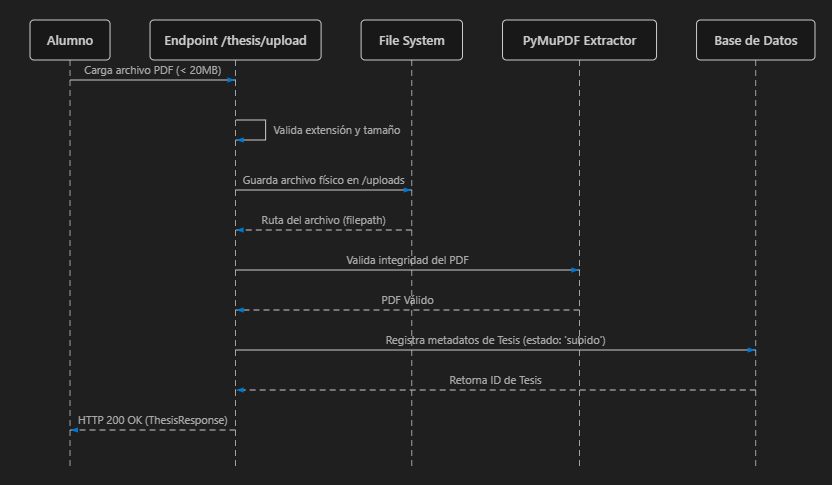 Alumno
Endpoint /thesis/upload
File System
PyMuPDF Extractor
Base de Datos
Carga archivo PDF (< 20MB)
Valida extensión y tamaño
Guarda archivo físico en /uploads
Ruta del archivo (filepath)
Valida integridad del PDF
PDF Válido
Registra metadatos de Tesis (estado: 'subido')
Retorna ID de Tesis
HTTP 200 OK (ThesisResponse)